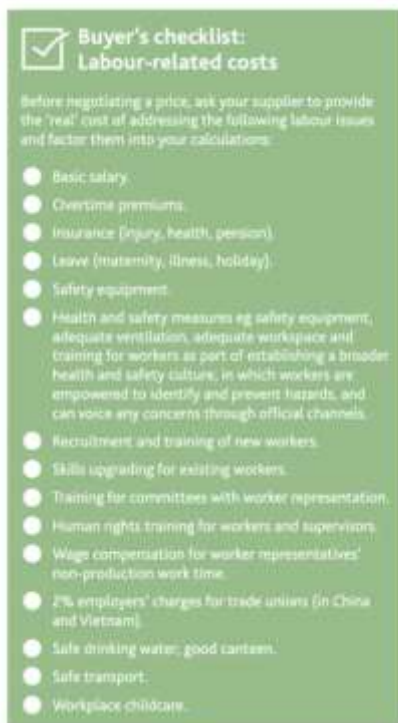 Buyer's checklist:
Labour-related costs
Before negotiating a price, ask your supplier to provide
the 'real' cost of addressing the following labour issues
and factor them into your calculations:
Basic salary.
Overtime premiums.
Insurance (injury, health, pension).
Leave (maternity, illness, holiday).
Safety equipment.
Health and safety measures eg safety equipment,
adequate ventilation, adequate workspace and
training for workers as part of establishing a broader
health and safety culture, in which workers are
empowered to identify and prevent hazards, and
can voice any concerns through official channels.
Recruitment and training of new workers.
Skills upgrading for existing workers.
Training for committees with worker representation.
Human rights training for workers and supervisors.
Wage compensation for worker representatives'
non-production work time.
2% employers' charges for trade unions (in China
and Vietnam).
Safe drinking water; good canteen.
Safe transport.
Workplace childcare.